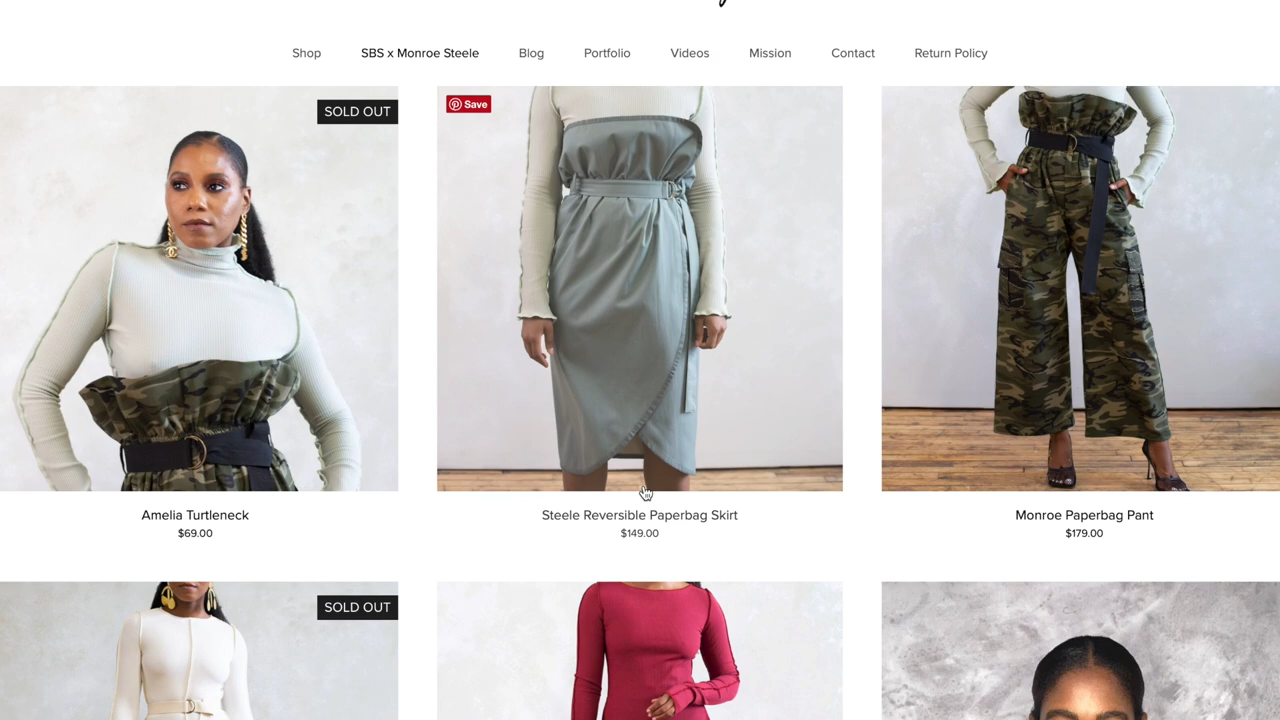 Shop SBS x Monroe Steele Blog Portfolio Videos Mission Contact Return Policy
SOLD OUT
Save
Amelia Turtleneck
$69.00
Steele Reversible Paperbag Skirt
$149.00
Monroe Paperbag Pant
$179.00
SOLD OUT